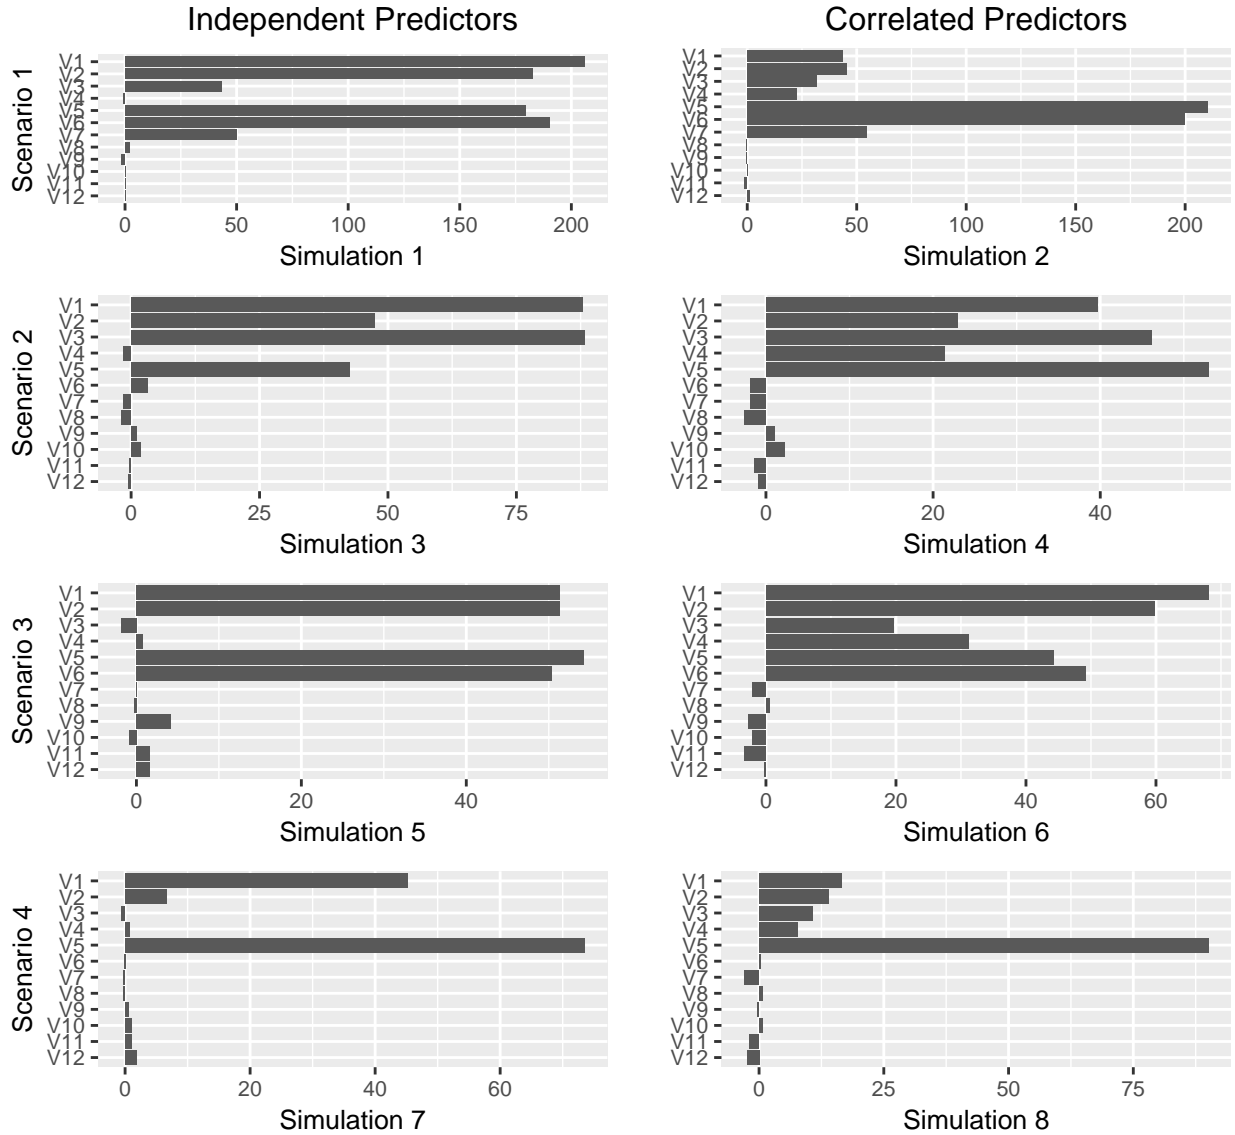 Independent Predictors
Correlated Predictors
Scenario 1
V1
V2
V3
V4
V5
V6
V7
V8
V9
V10
V11
V12
0 50 100 150 200
Simulation 1
V1
V2
V3
V4
V5
V6
V7
V8
V9
V10
V11
V12
0 50 100 150 200
Simulation 2
Scenario 2
V1
V2
V3
V4
V5
V6
V7
V8
V9
V10
V11
V12
0 25 50 75
Simulation 3
V1
V2
V3
V4
V5
V6
V7
V8
V9
V10
V11
V12
0 20 40
Simulation 4
Scenario 3
V1
V2
V3
V4
V5
V6
V7
V8
V9
V10
V11
V12
0 20 40
Simulation 5
V1
V2
V3
V4
V5
V6
V7
V8
V9
V10
V11
V12
0 20 40 60
Simulation 6
Scenario 4
V1
V2
V3
V4
V5
V6
V7
V8
V9
V10
V11
V12
0 20 40 60
Simulation 7
V1
V2
V3
V4
V5
V6
V7
V8
V9
V10
V11
V12
0 25 50 75
Simulation 8